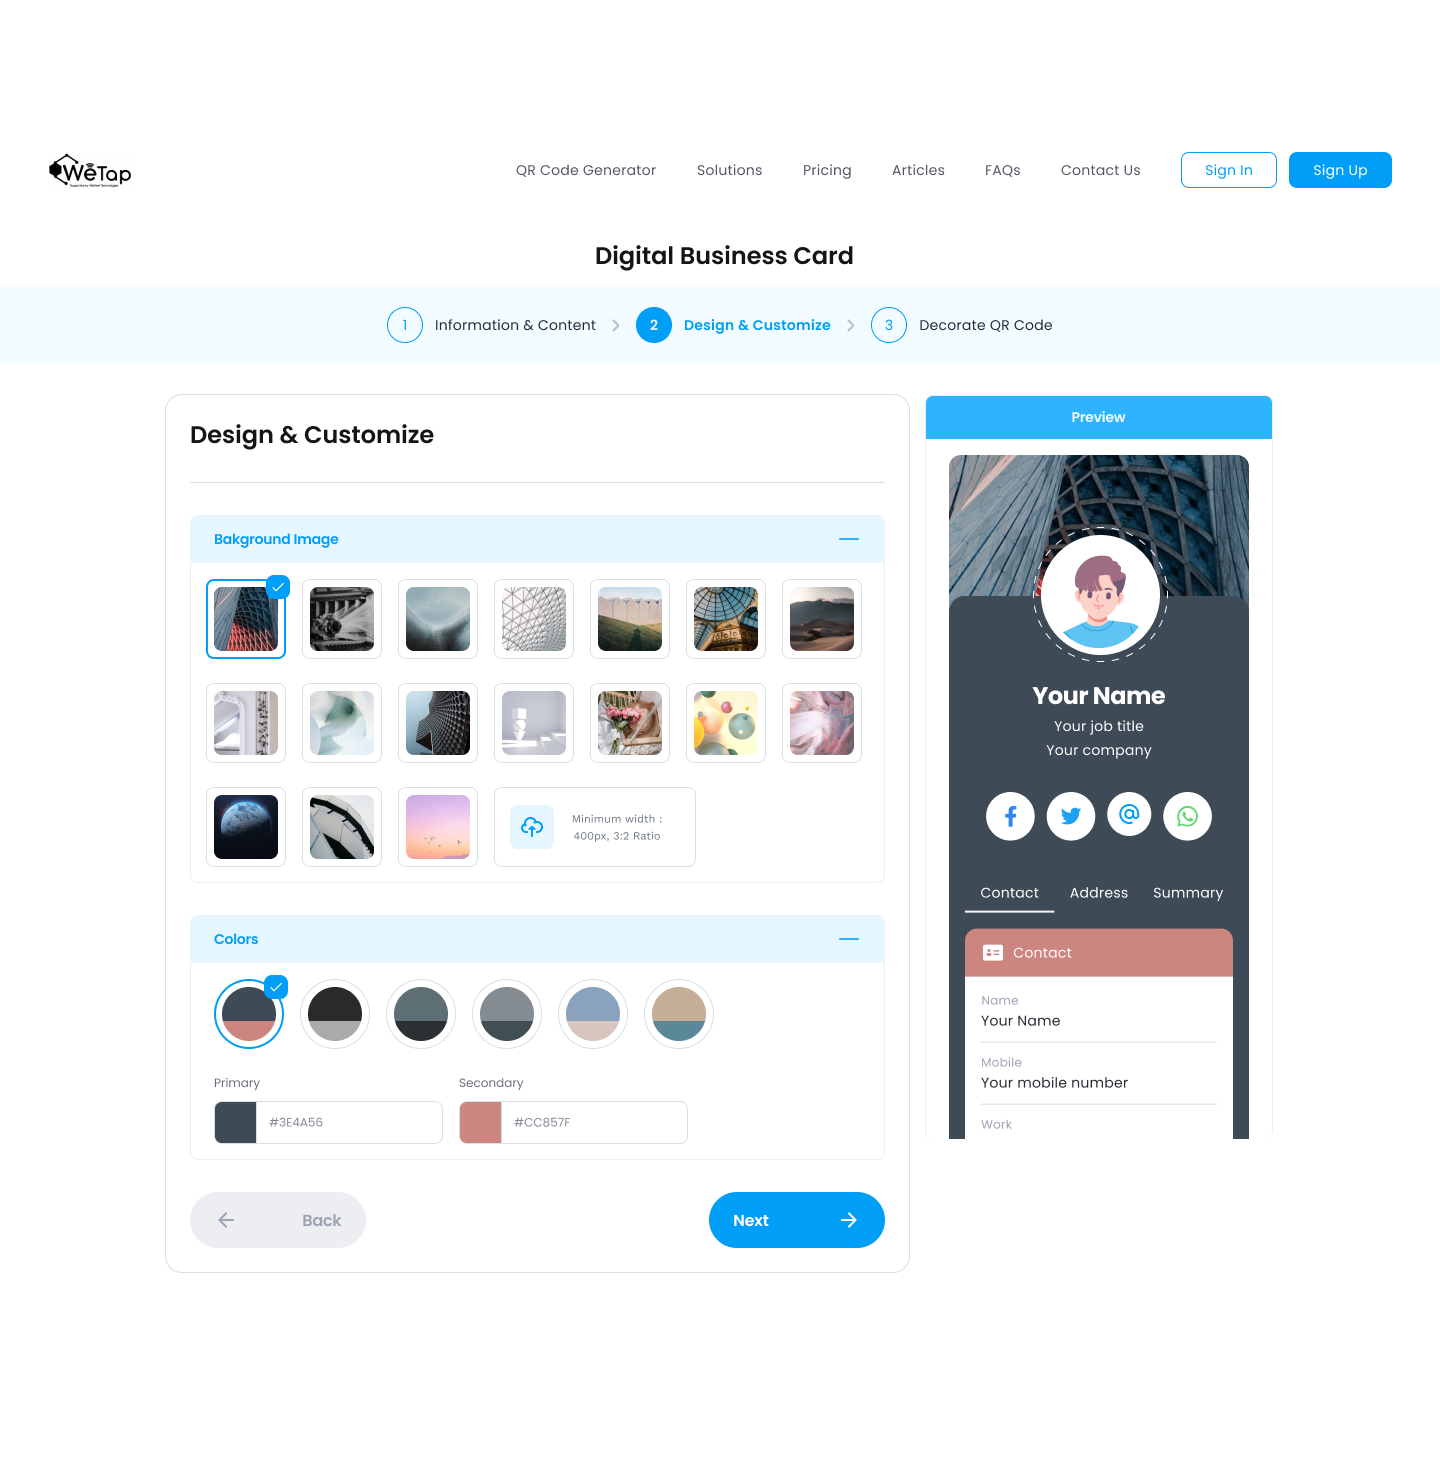 WeTap
QR Code Generator
Solutions
Pricing
Articles
FAQs
Contact Us
Sign In
Sign Up
Digital Business Card
1
Information & Content
2
Design & Customize
3
Decorate QR Code
Design & Customize
Bakground Image
Minimum width :
400px, 3:2 Ratio
Colors
Primary
#3E4A56
Secondary
#CC857F
Back
Next
Preview
Your Name
Your job title
Your company
Contact
Address
Summary
Contact
Name
Your Name
Mobile
Your mobile number
Work